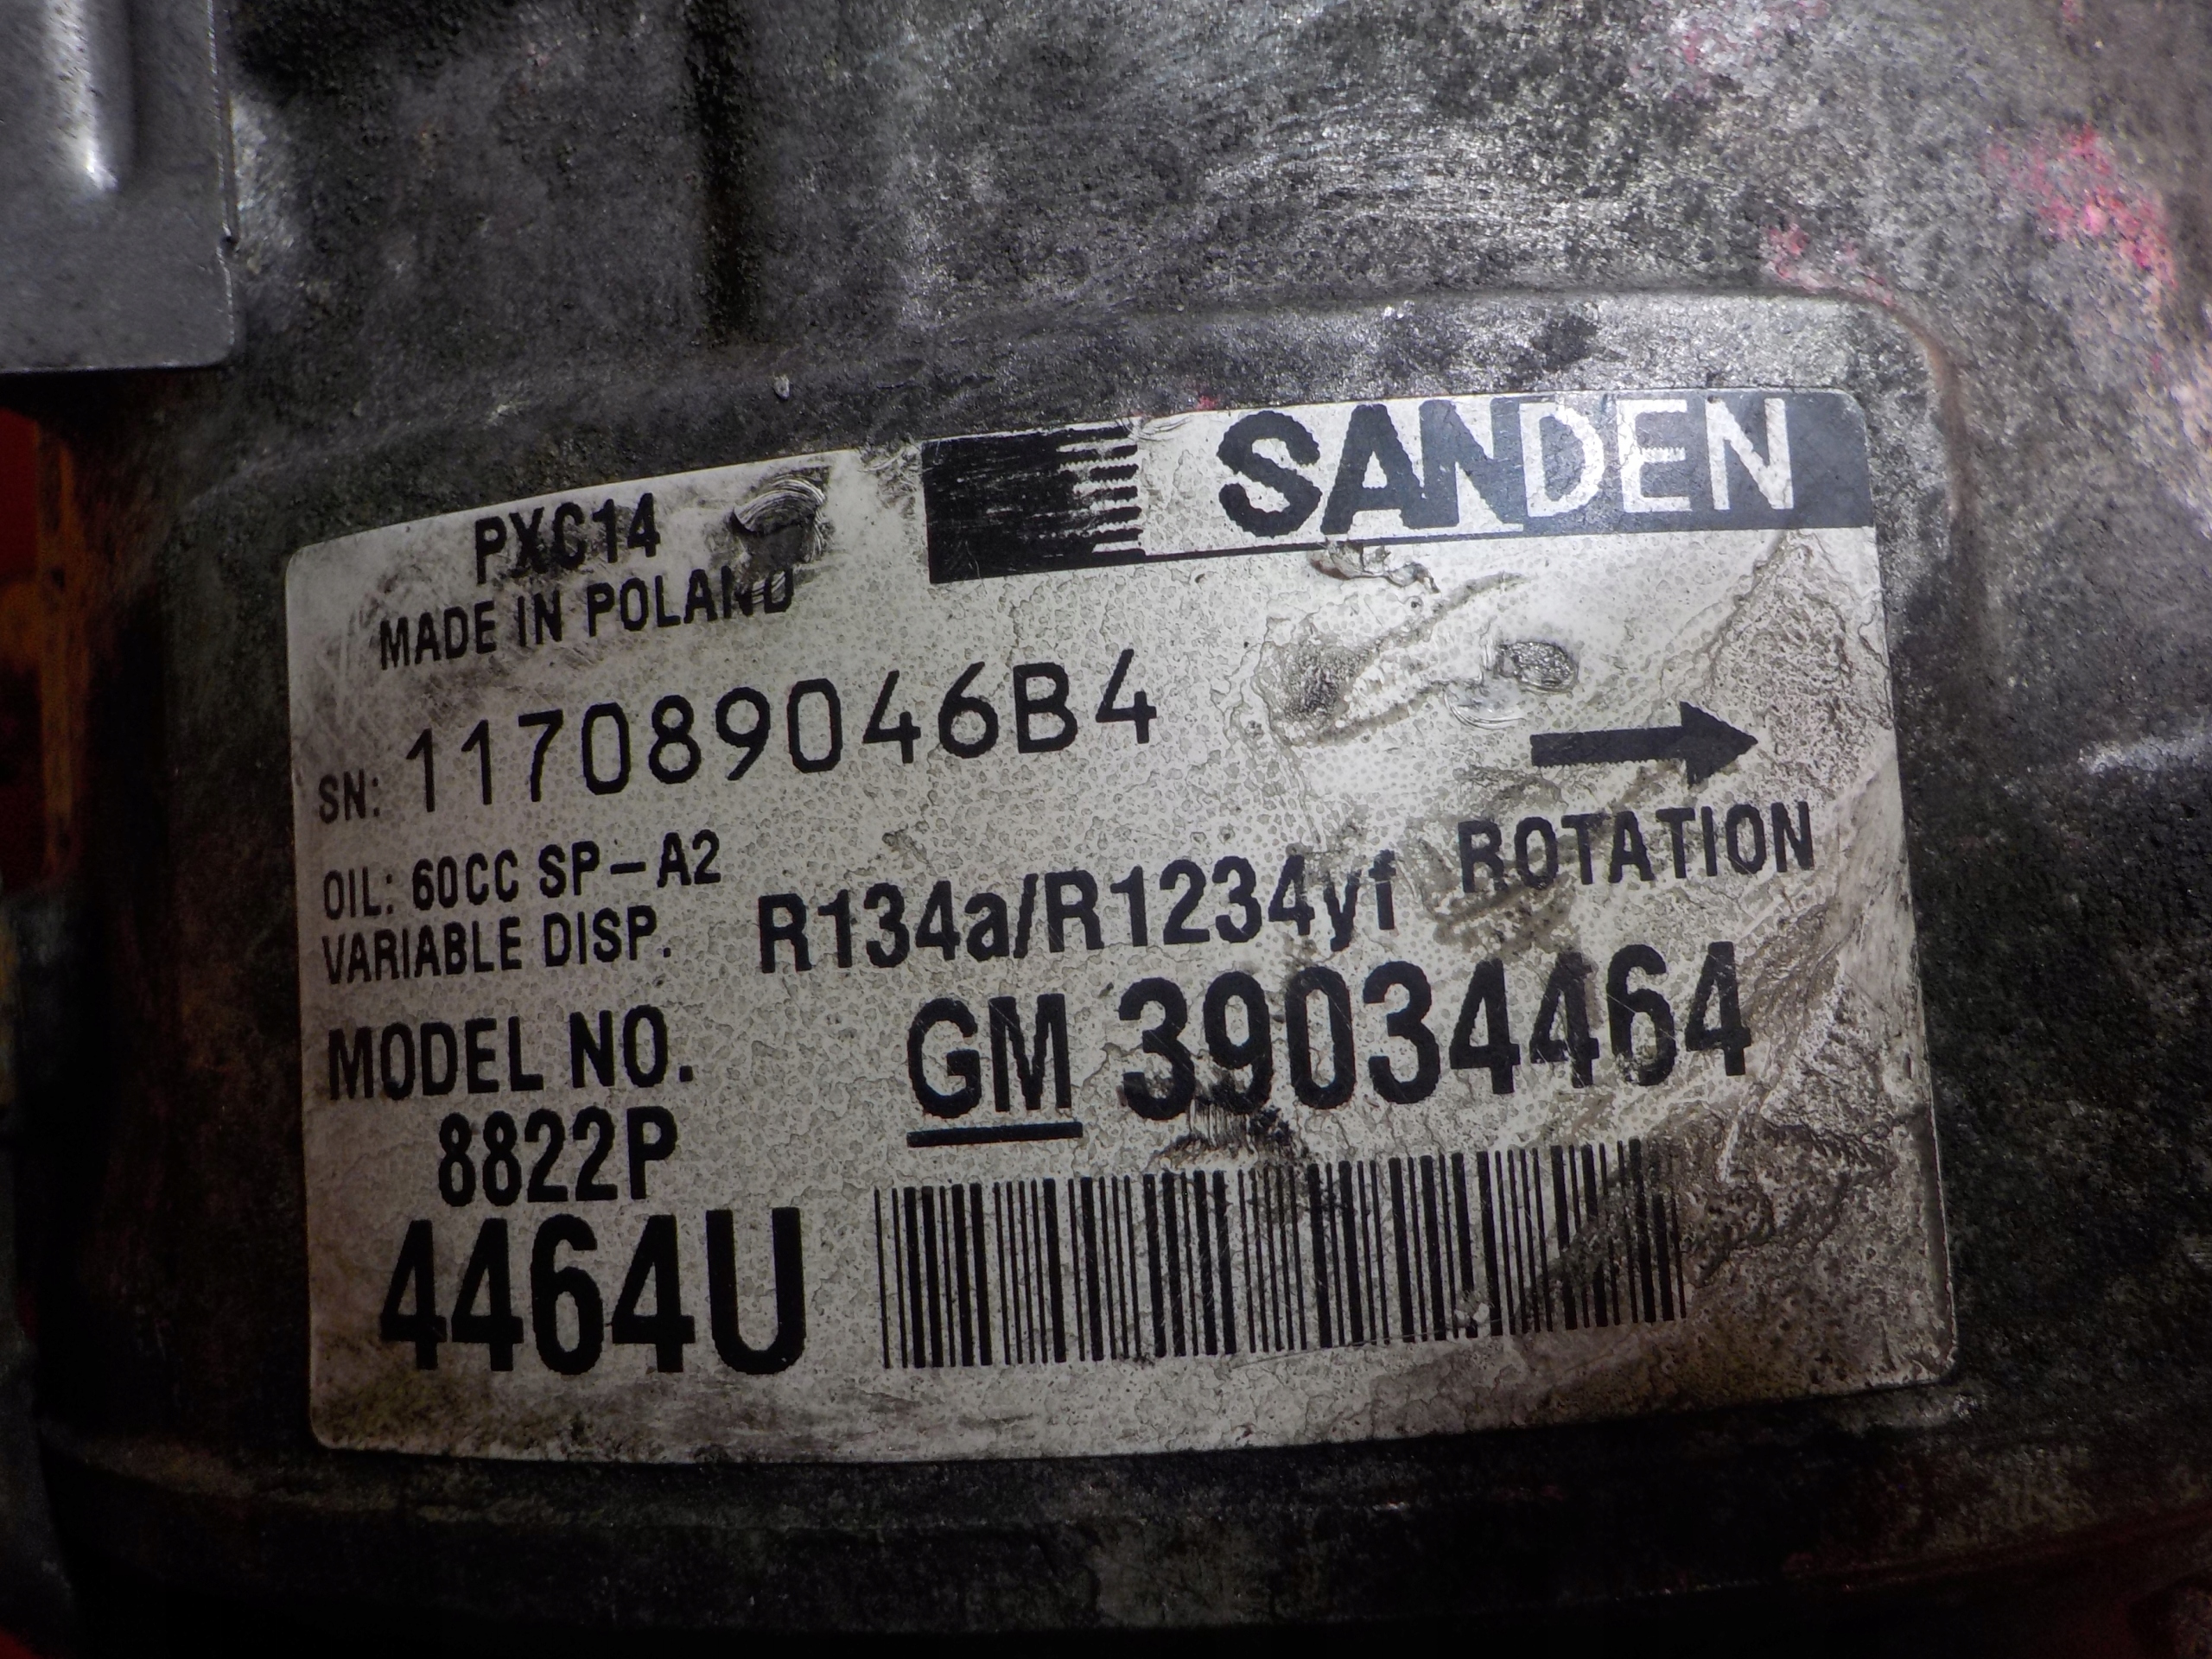 SANDEN
PXC14
MADE IN POLAND
SN: 117089046B4
OIL: 60CC SP-A2
VARIABLE DISP.
R134a/R1234yf
ROTATION
MODEL NO.
8822P
GM 39034464
4464U